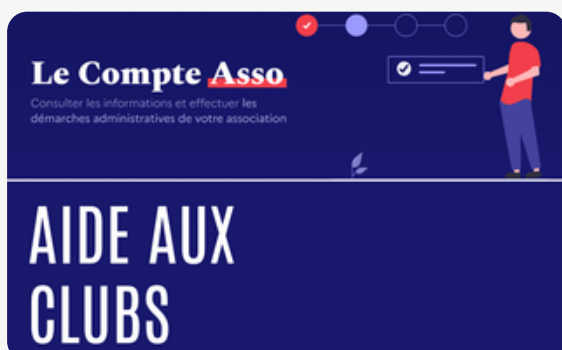 Le Compte Asso
Consulter les informations et effectuer les
démarches administratives de votre association
AIDE AUX
CLUBS